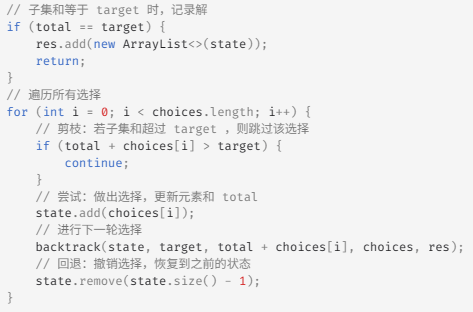 // 子集和等于 target 时，记录解
if (total == target) {
    res.add(new ArrayList<>(state));
    return;
}
// 遍历所有选择
for (int i = 0; i < choices.length; i++) {
    // 剪枝：若子集和超过 target ，则跳过该选择
    if (total + choices[i] > target) {
        continue;
    }
    // 尝试：做出选择，更新元素和 total
    state.add(choices[i]);
    // 进行下一轮选择
    backtrack(state, target, total + choices[i], choices, res);
    // 回退：撤销选择，恢复到之前的状态
    state.remove(state.size() - 1);
}